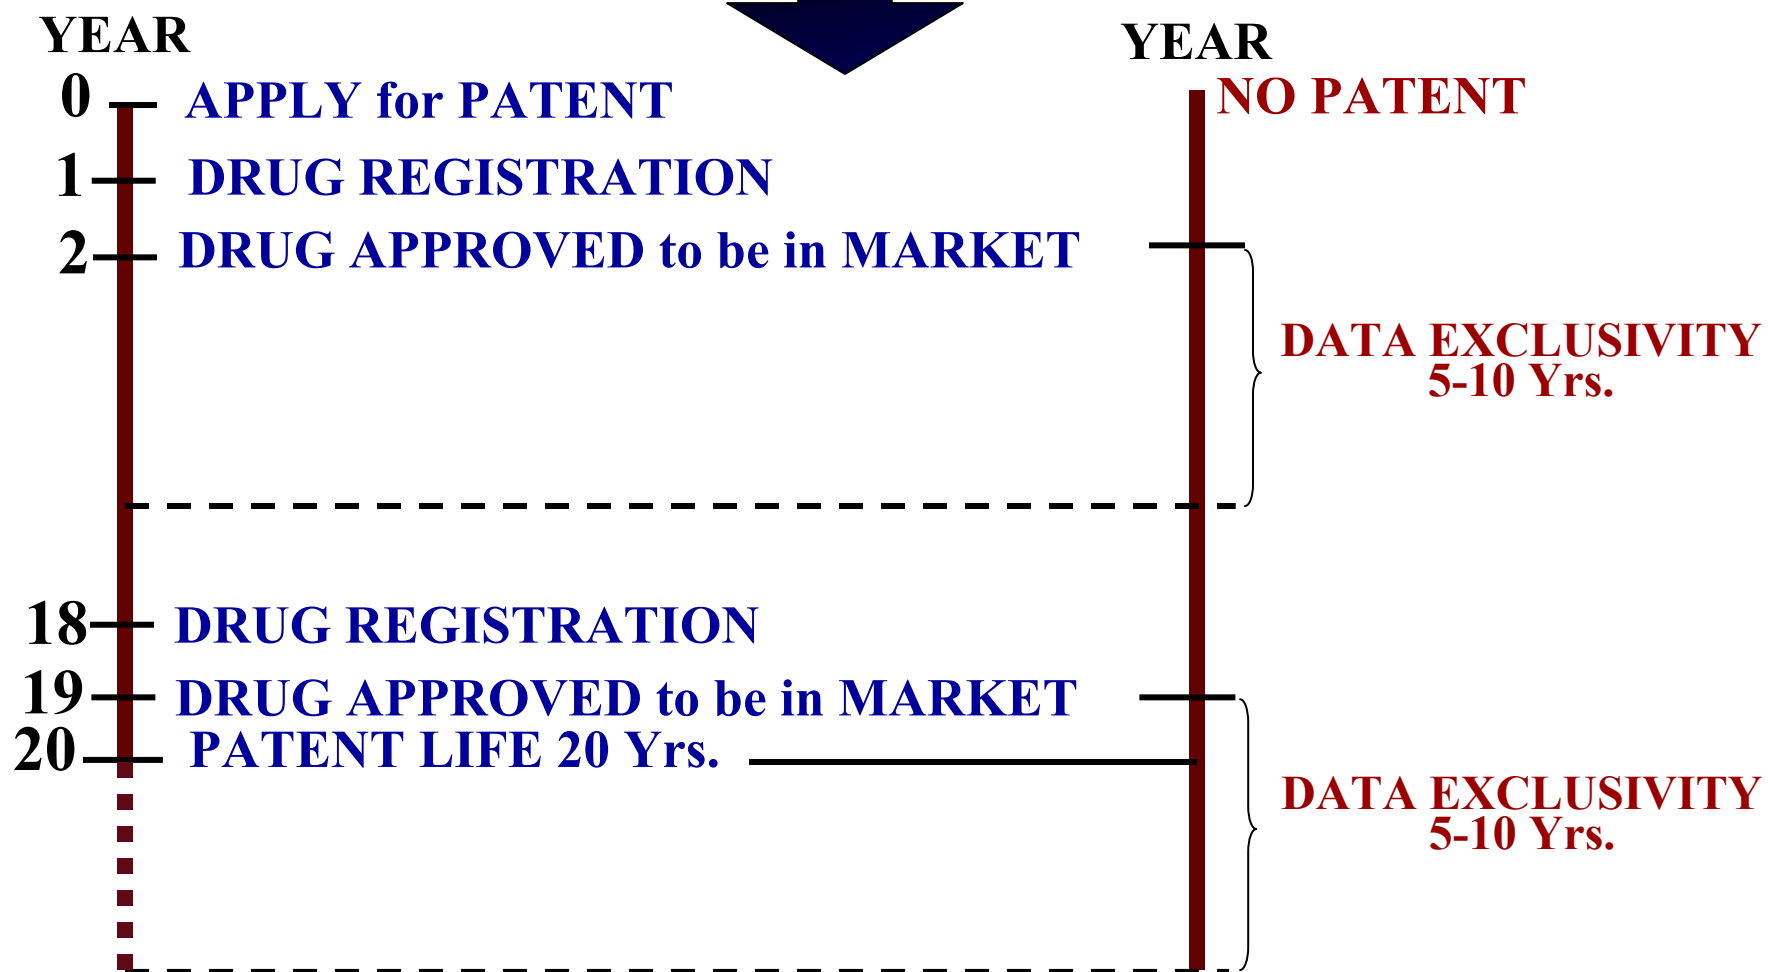 YEAR
0 APPLY for PATENT
1 DRUG REGISTRATION
2 DRUG APPROVED to be in MARKET
18 DRUG REGISTRATION
19 DRUG APPROVED to be in MARKET
20 PATENT LIFE 20 Yrs.
YEAR
NO PATENT
DATA EXCLUSIVITY
5-10 Yrs.
DATA EXCLUSIVITY
5-10 Yrs.